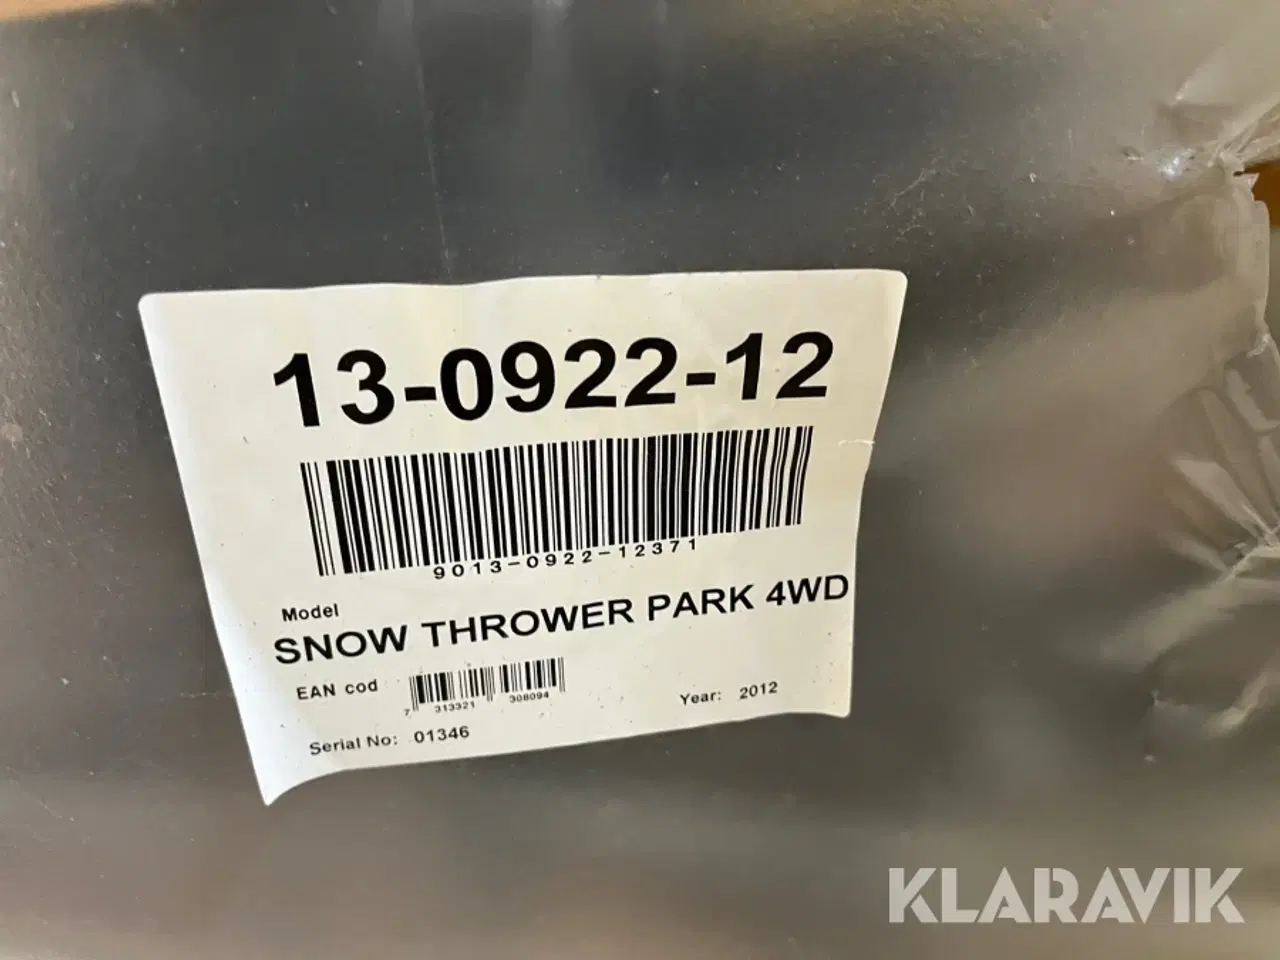 13-0922-12
9013-0922-12371
Model
SNOW THROWER PARK 4WD
EAN cod
7 313321 308094
Year: 2012
Serial No: 01346
KLARAVIK